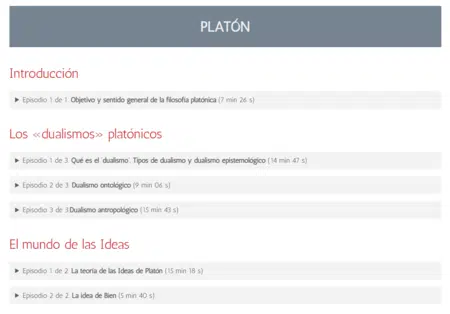 PLATÓN
Introducción
► Episodio 1 de 1. Objetivo y sentido general de la filosofía platónica (7 min 26 s)
Los «dualismos» platónicos
► Episodio 1 de 3. Qué es el 'dualismo'. Tipos de dualismo y dualismo epistemológico (14 min 47 s)
► Episodio 2 de 3. Dualismo ontológico (9 min 06 s)
► Episodio 3 de 3.Dualismo antropológico (15 min 43 s)
El mundo de las Ideas
► Episodio 1 de 2. La teoría de las Ideas de Platón (13 min 18 s)
► Episodio 2 de 2. La idea de Bien (5 min 40 s)